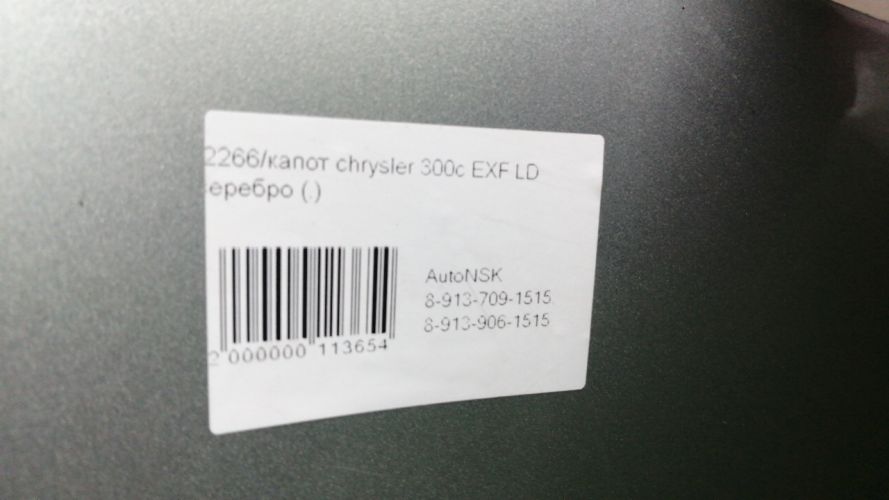 2266/капот chrysler 300c EXF LD
еребро (.)
AutoNSK
8-913-709-1515
8-913-906-1515
2 000000 113654